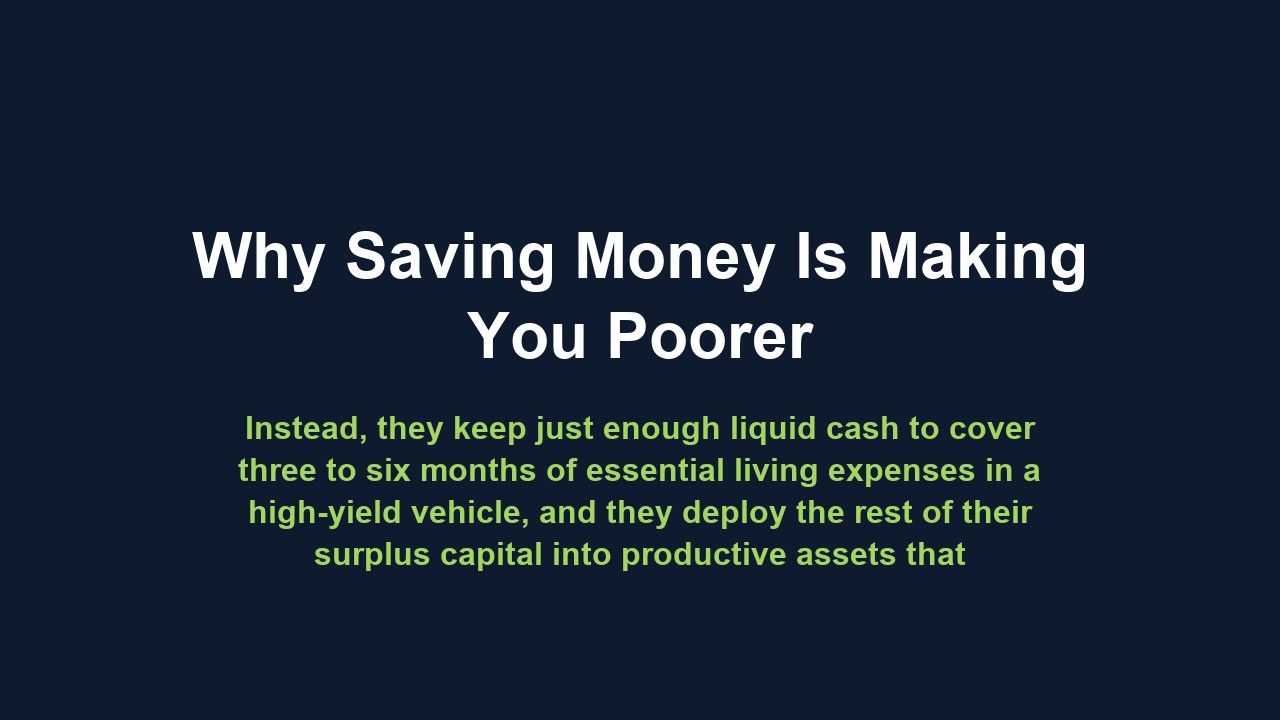 Why Saving Money Is Making
You Poorer
Instead, they keep just enough liquid cash to cover
three to six months of essential living expenses in a
high-yield vehicle, and they deploy the rest of their
surplus capital into productive assets that